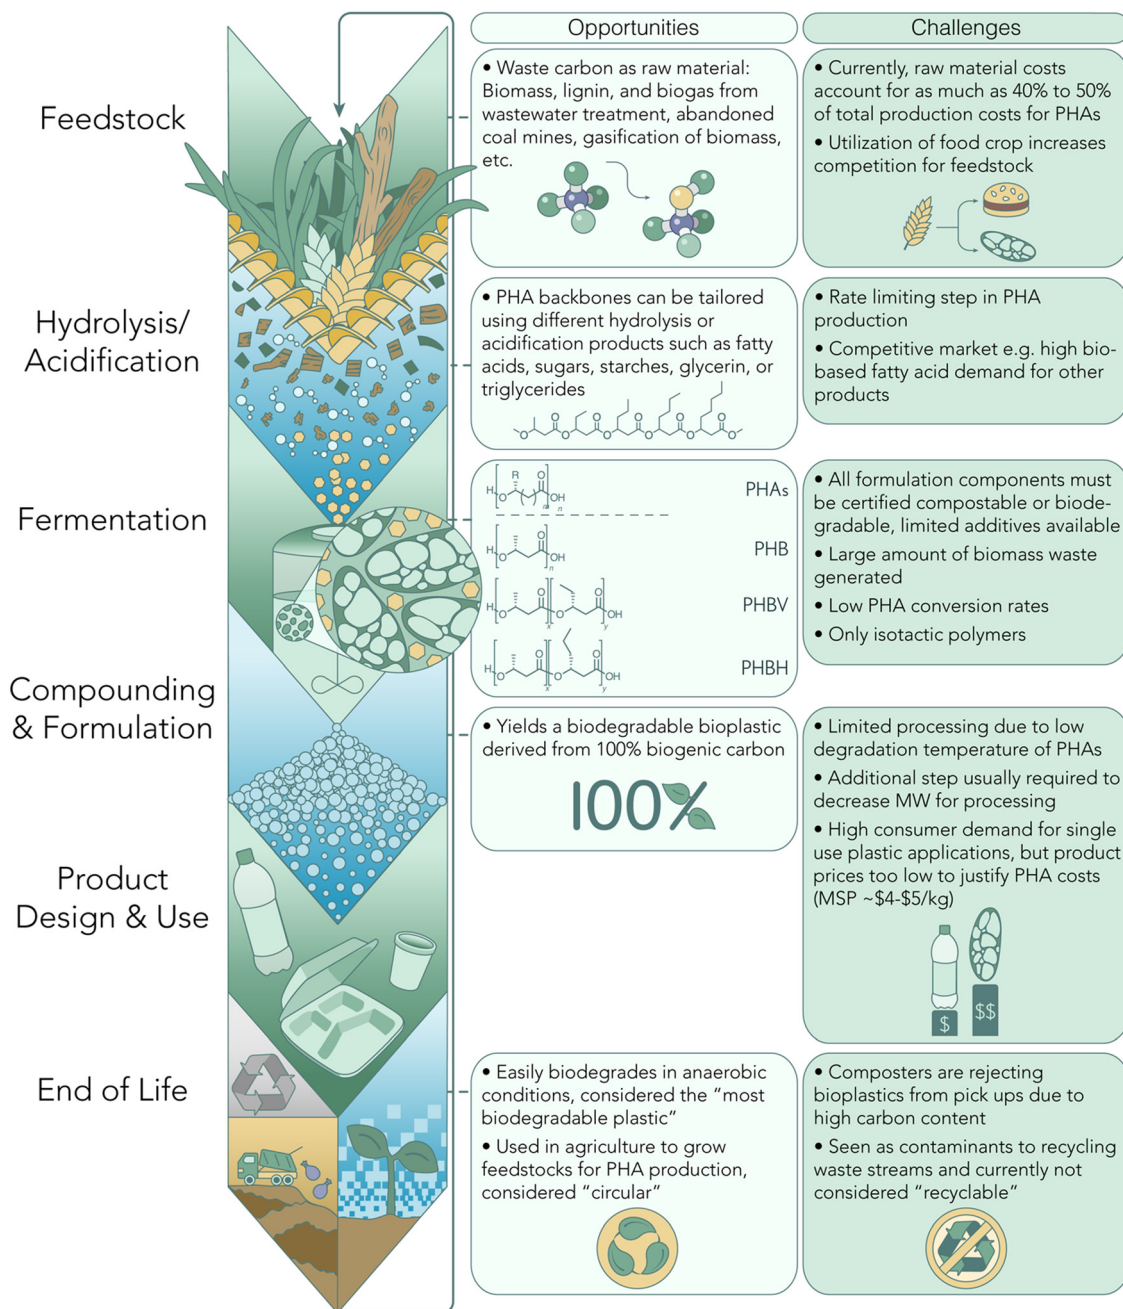 Opportunities
Challenges
Feedstock
• Waste carbon as raw material:
Biomass, lignin, and biogas from
wastewater treatment, abandoned
coal mines, gasification of biomass,
etc.
• Currently, raw material costs
account for as much as 40% to 50%
of total production costs for PHAs
• Utilization of food crop increases
competition for feedstock
Hydrolysis/
Acidification
• PHA backbones can be tailored
using different hydrolysis or
acidification products such as fatty
acids, sugars, starches, glycerin, or
triglycerides
O O O O O
O O O O O O
• Rate limiting step in PHA
production
• Competitive market e.g. high bio-
based fatty acid demand for other
products
Fermentation
R O
H O m OH n
PHAs
O
H O OH n
PHB
O O
H O x O OH y
PHBV
O O
H O x O OH y
PHBH
• All formulation components must
be certified compostable or biode-
gradable, limited additives available
• Large amount of biomass waste
generated
• Low PHA conversion rates
• Only isotactic polymers
Compounding
& Formulation
• Yields a biodegradable bioplastic
derived from 100% biogenic carbon
100%
• Limited processing due to low
degradation temperature of PHAs
• Additional step usually required to
decrease MW for processing
• High consumer demand for single
use plastic applications, but product
prices too low to justify PHA costs
(MSP ~$4-$5/kg)
$ $$
Product
Design & Use
End of Life
• Easily biodegrades in anaerobic
conditions, considered the “most
biodegradable plastic”
• Used in agriculture to grow
feedstocks for PHA production,
considered “circular”
• Composters are rejecting
bioplastics from pick ups due to
high carbon content
• Seen as contaminants to recycling
waste streams and currently not
considered “recyclable”